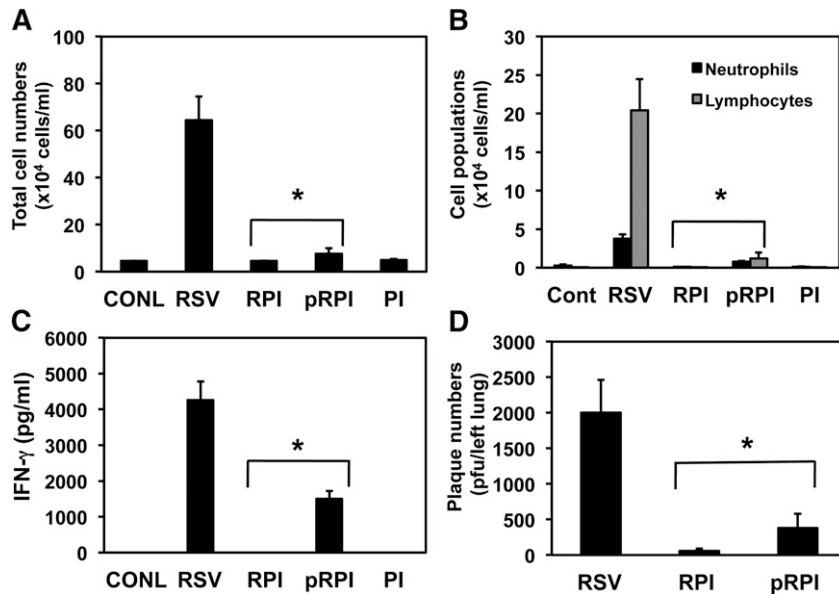 A
Total cell numbers
(x10⁴ cells/ml)
100
80
60
40
20
0
*
CONL RSV RPI pRPI PI
B
Cell populations
(x10⁴ cells/ml)
30
25
20
15
10
5
0
Neutrophils
Lymphocytes
*
Cont RSV RPI pRPI PI
C
IFN-γ (pg/ml)
6000
5000
4000
3000
2000
1000
0
*
CONL RSV RPI pRPI PI
D
Plaque numbers
(pfu/left lung)
3000
2500
2000
1500
1000
500
0
*
RSV RPI pRPI